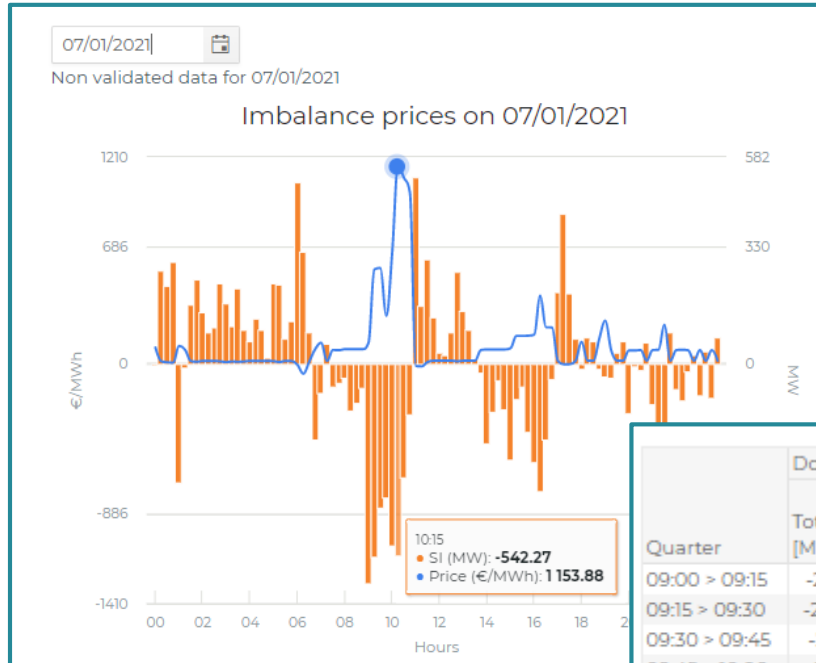 07/01/2021
Non validated data for 07/01/2021
Imbalance prices on 07/01/2021
1210
582
686
330
0
0
€/MWh
MW
-886
-1410
10:15
SI (MW): -542.27
Price (€/MWh): 1 153.88
00 02 04 06 08 10 12 14 16 18
Hours
Quarter
09:00 > 09:15
09:15 > 09:30
09:30 > 09:45